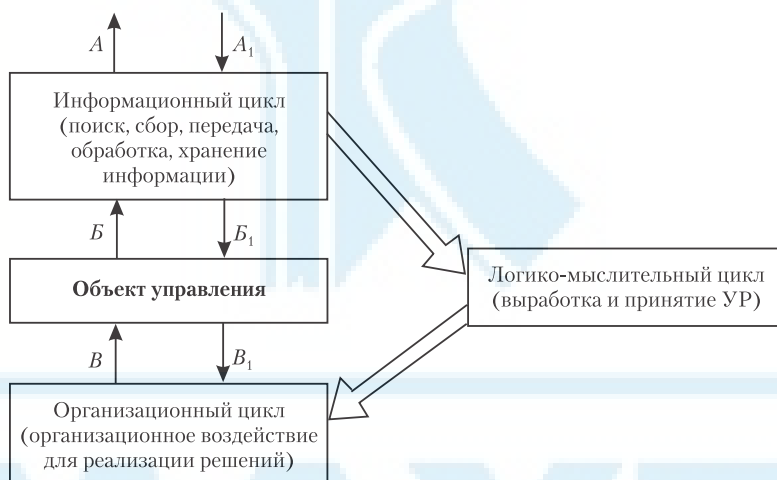 А
А₁
Информационный цикл
(поиск, сбор, передача,
обработка, хранение
информации)
Б
Б₁
Объект управления
Логико-мыслительный цикл
(выработка и принятие УР)
В
В₁
Организационный цикл
(организационное воздействие
для реализации решений)